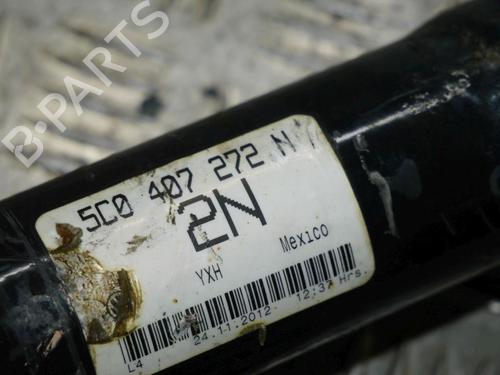 B-PARTS
5C0 407 272 N
2N
YXH Mexico
L4 24.11.2012 12:37 Hrs.